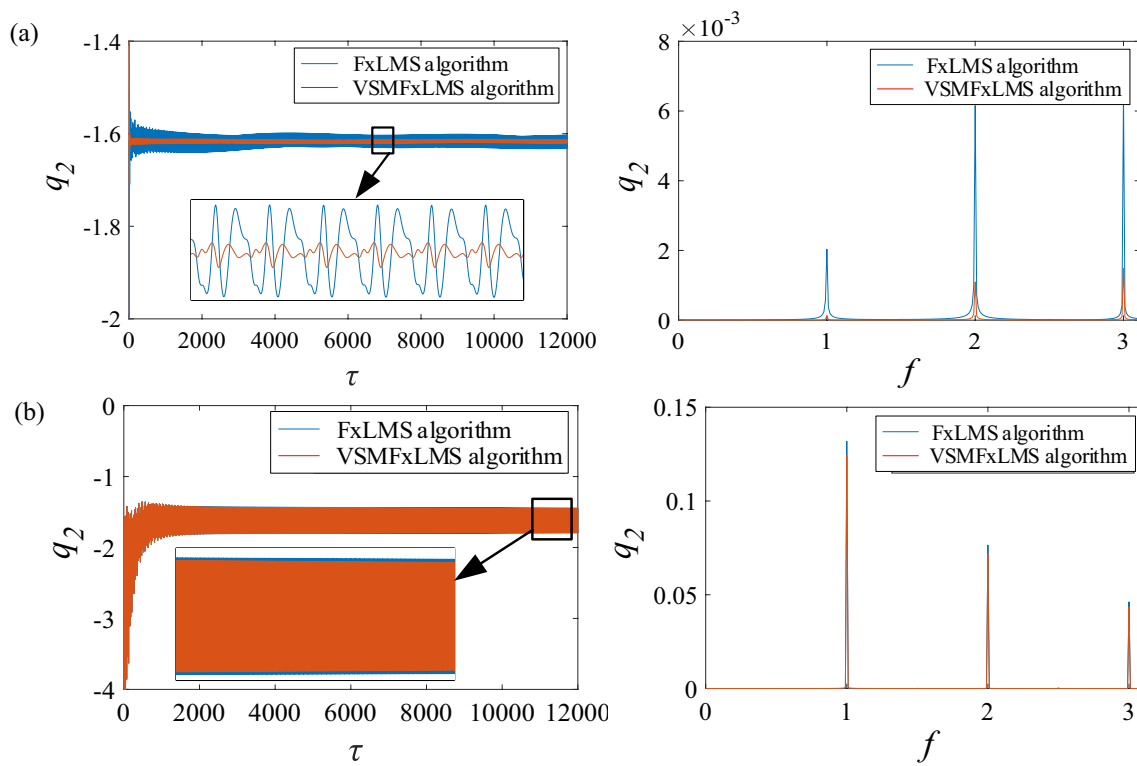 (a)
-1.4
-1.6
-1.8
-2
q2
0 2000 4000 6000 8000 10000 12000
τ
FxLMS algorithm
VSMFxLMS algorithm
×10-3
8
6
4
2
0
q2
0 1 2 3
f
FxLMS algorithm
VSMFxLMS algorithm
(b)
0
-1
-2
-3
-4
q2
0 2000 4000 6000 8000 10000 12000
τ
FxLMS algorithm
VSMFxLMS algorithm
0.15
0.1
0.05
0
q2
0 1 2 3
f
FxLMS algorithm
VSMFxLMS algorithm